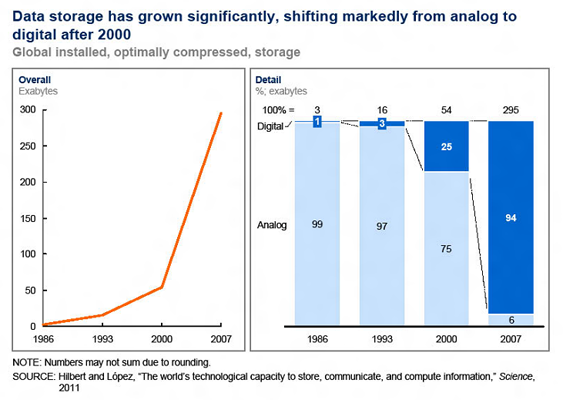 Data storage has grown significantly, shifting markedly from analog to
digital after 2000
Global installed, optimally compressed, storage
Overall
Exabytes
300
250
200
150
100
50
0
1986 1993 2000 2007
Detail
%; exabytes
100% = 3 16 54 295
Digital 1 3 25 94
Analog 99 97 75 6
1986 1993 2000 2007
NOTE: Numbers may not sum due to rounding.
SOURCE: Hilbert and López, “The world’s technological capacity to store, communicate, and compute information,” Science,
2011